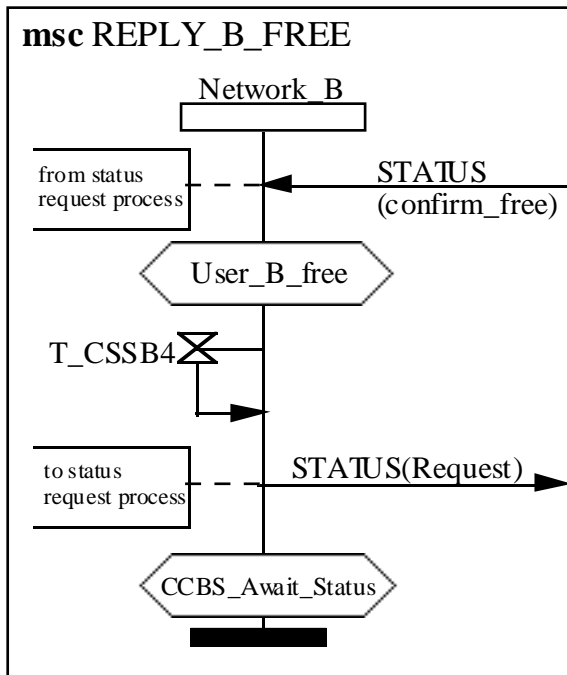 msc REPLY_B_FREE
Network_B
from status
request process
STATUS
(confirm_free)
User_B_free
T_CSSB4
to status
request process
STATUS(Request)
CCBS_Await_Status